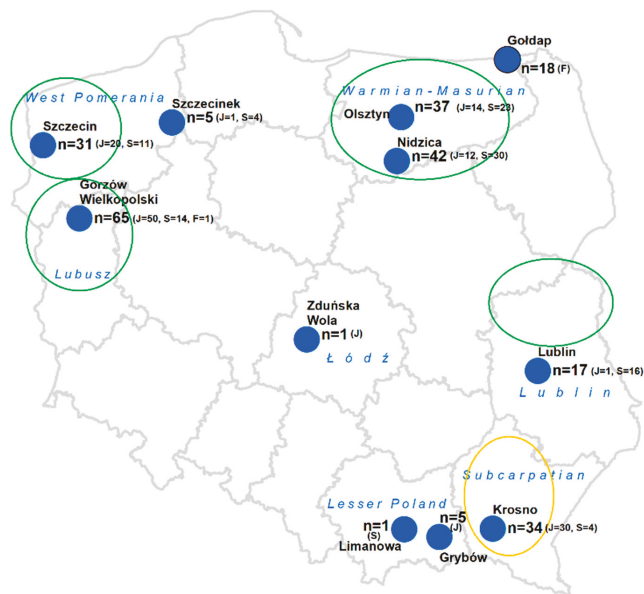 Gołdap
n=18 (F)
West Pomerania
Szczecinek
n=5 (J=1, S=4)
Warmian-Masurian
Olsztyn
n=37 (J=14, S=23)
Szczecin
n=31 (J=20, S=11)
Nidzica
n=42 (J=12, S=30)
Gorzów
Wielkopolski
n=65 (J=50, S=14, F=1)
Lubusz
Zduńska
Wola
n=1 (J)
Łódź
Lublin
n=17 (J=1, S=16)
Lublin
Subcarpatian
Lesser Poland
n=1
(S)
Limanowa
n=5
(J)
Grybów
Krosno
n=34 (J=30, S=4)